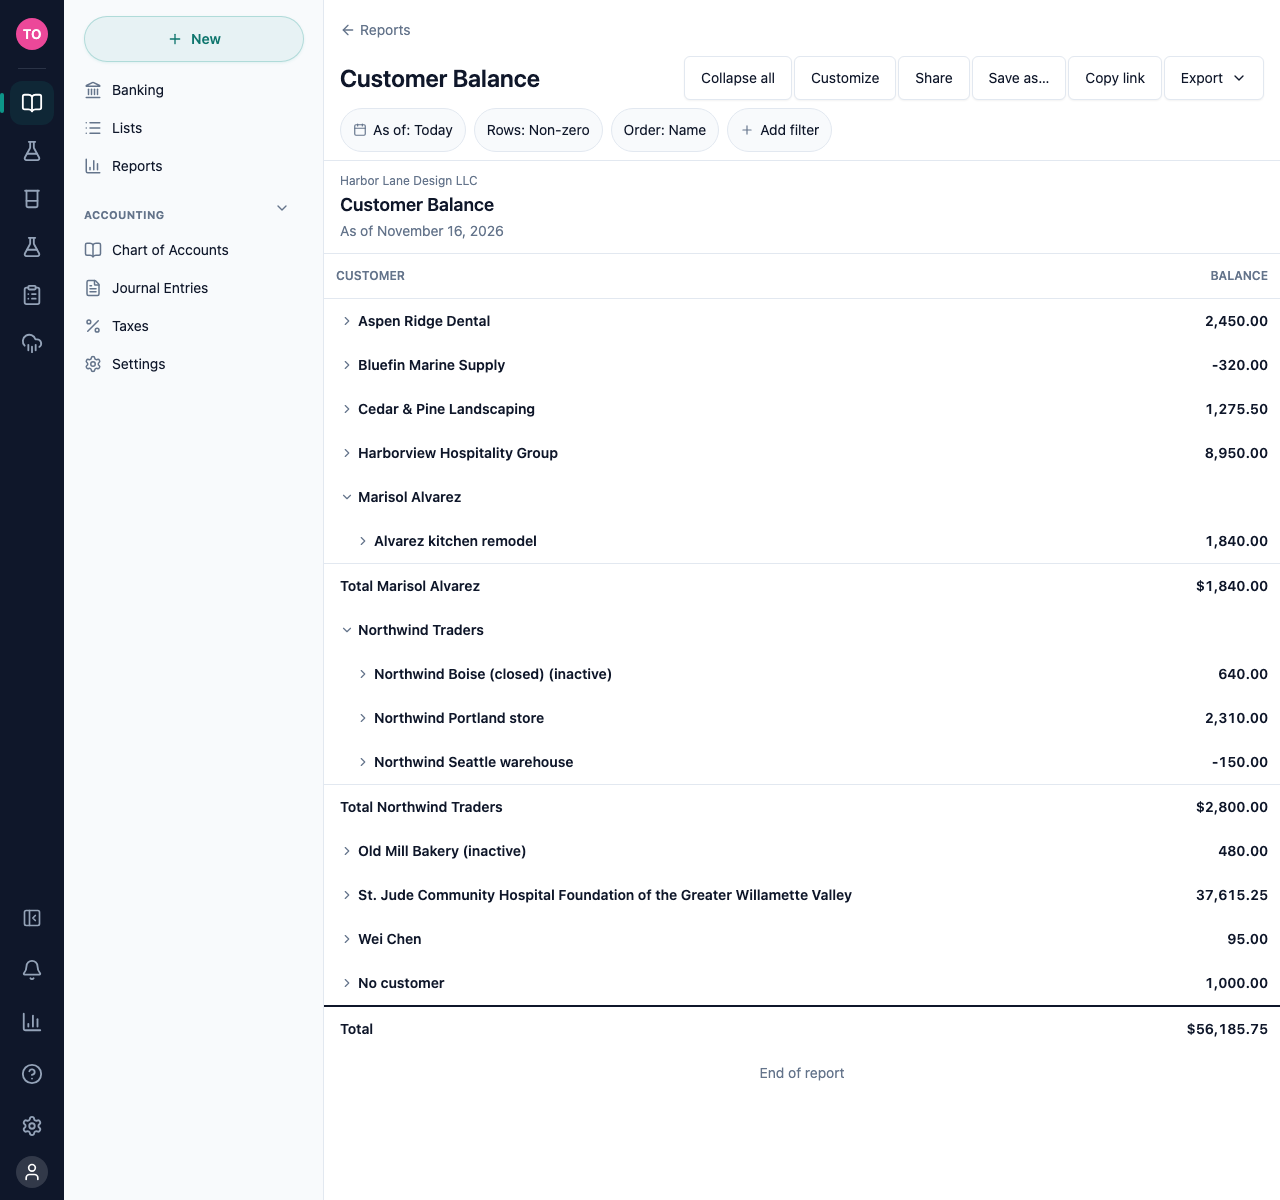 TO
New
Banking
Lists
Reports
ACCOUNTING
Chart of Accounts
Journal Entries
Taxes
Settings
Reports
Customer Balance
Collapse all
Customize
Share
Save as...
Copy link
Export
As of: Today
Rows: Non-zero
Order: Name
Add filter
Harbor Lane Design LLC
Customer Balance
As of November 16, 2026
CUSTOMER BALANCE
Aspen Ridge Dental 2,450.00
Bluefin Marine Supply -320.00
Cedar & Pine Landscaping 1,275.50
Harborview Hospitality Group 8,950.00
Marisol Alvarez
Alvarez kitchen remodel 1,840.00
Total Marisol Alvarez $1,840.00
Northwind Traders
Northwind Boise (closed) (inactive) 640.00
Northwind Portland store 2,310.00
Northwind Seattle warehouse -150.00
Total Northwind Traders $2,800.00
Old Mill Bakery (inactive) 480.00
St. Jude Community Hospital Foundation of the Greater Willamette Valley 37,615.25
Wei Chen 95.00
No customer 1,000.00
Total $56,185.75
End of report